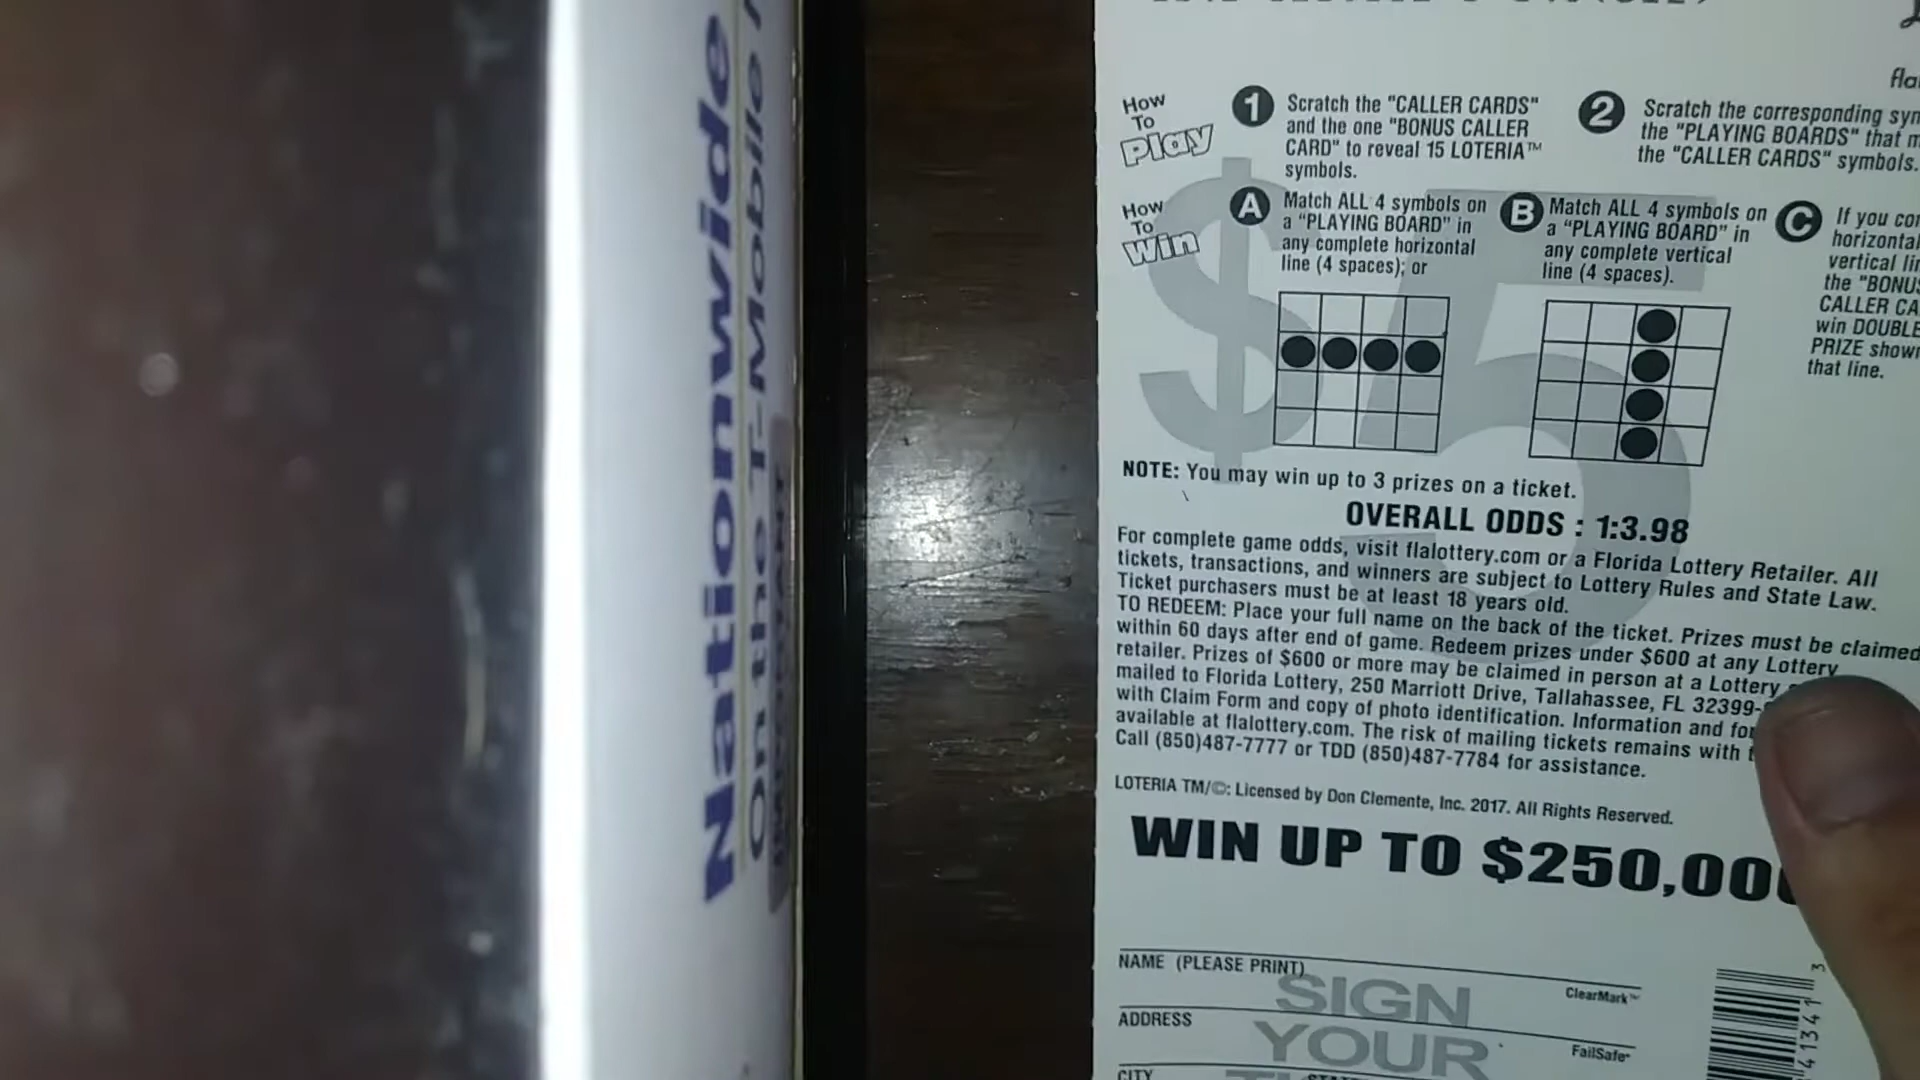 Nationwide
On the T-Mobile
How
To
Play
1
Scratch the "CALLER CARDS"
and the one "BONUS CALLER
CARD" to reveal 15 LOTERIA™
symbols.
2
Scratch the corresponding
the "PLAYING BOARDS" that
the "CALLER CARDS" symbols.
How
To
Win
A
Match ALL 4 symbols on
a "PLAYING BOARD" in
any complete horizontal
line (4 spaces); or
B
Match ALL 4 symbols on
a "PLAYING BOARD" in
any complete vertical
line (4 spaces).
C
If you
horizontal
vertical
the
CALLER
win DOUBLE
PRIZE
that line.
$5
NOTE: You may win up to 3 prizes on a ticket.
OVERALL ODDS : 1:3.98
For complete game odds, visit flalottery.com or a Florida Lottery Retailer. All
tickets, transactions, and winners are subject to Lottery Rules and State Law.
Ticket purchasers must be at least 18 years old.
TO REDEEM: Place your full name on the back of the ticket. Prizes must be claimed
within 60 days after end of game. Redeem prizes under $600 at any Lottery
retailer. Prizes of $600 or more may be claimed in person at a Lottery
mailed to Florida Lottery, 250 Marriott Drive, Tallahassee, FL 32399-
with Claim Form and copy of photo identification. Information and
available at flalottery.com. The risk of mailing tickets remains with
Call (850)487-7777 or TDD (850)487-7784 for assistance.
LOTERIA TM/©: Licensed by Don Clemente, Inc. 2017. All Rights Reserved.
WIN UP TO $250,00
NAME (PLEASE PRINT)
SIGN
ClearMark™
ADDRESS
YOUR
FailSafe
CITY
41341 3